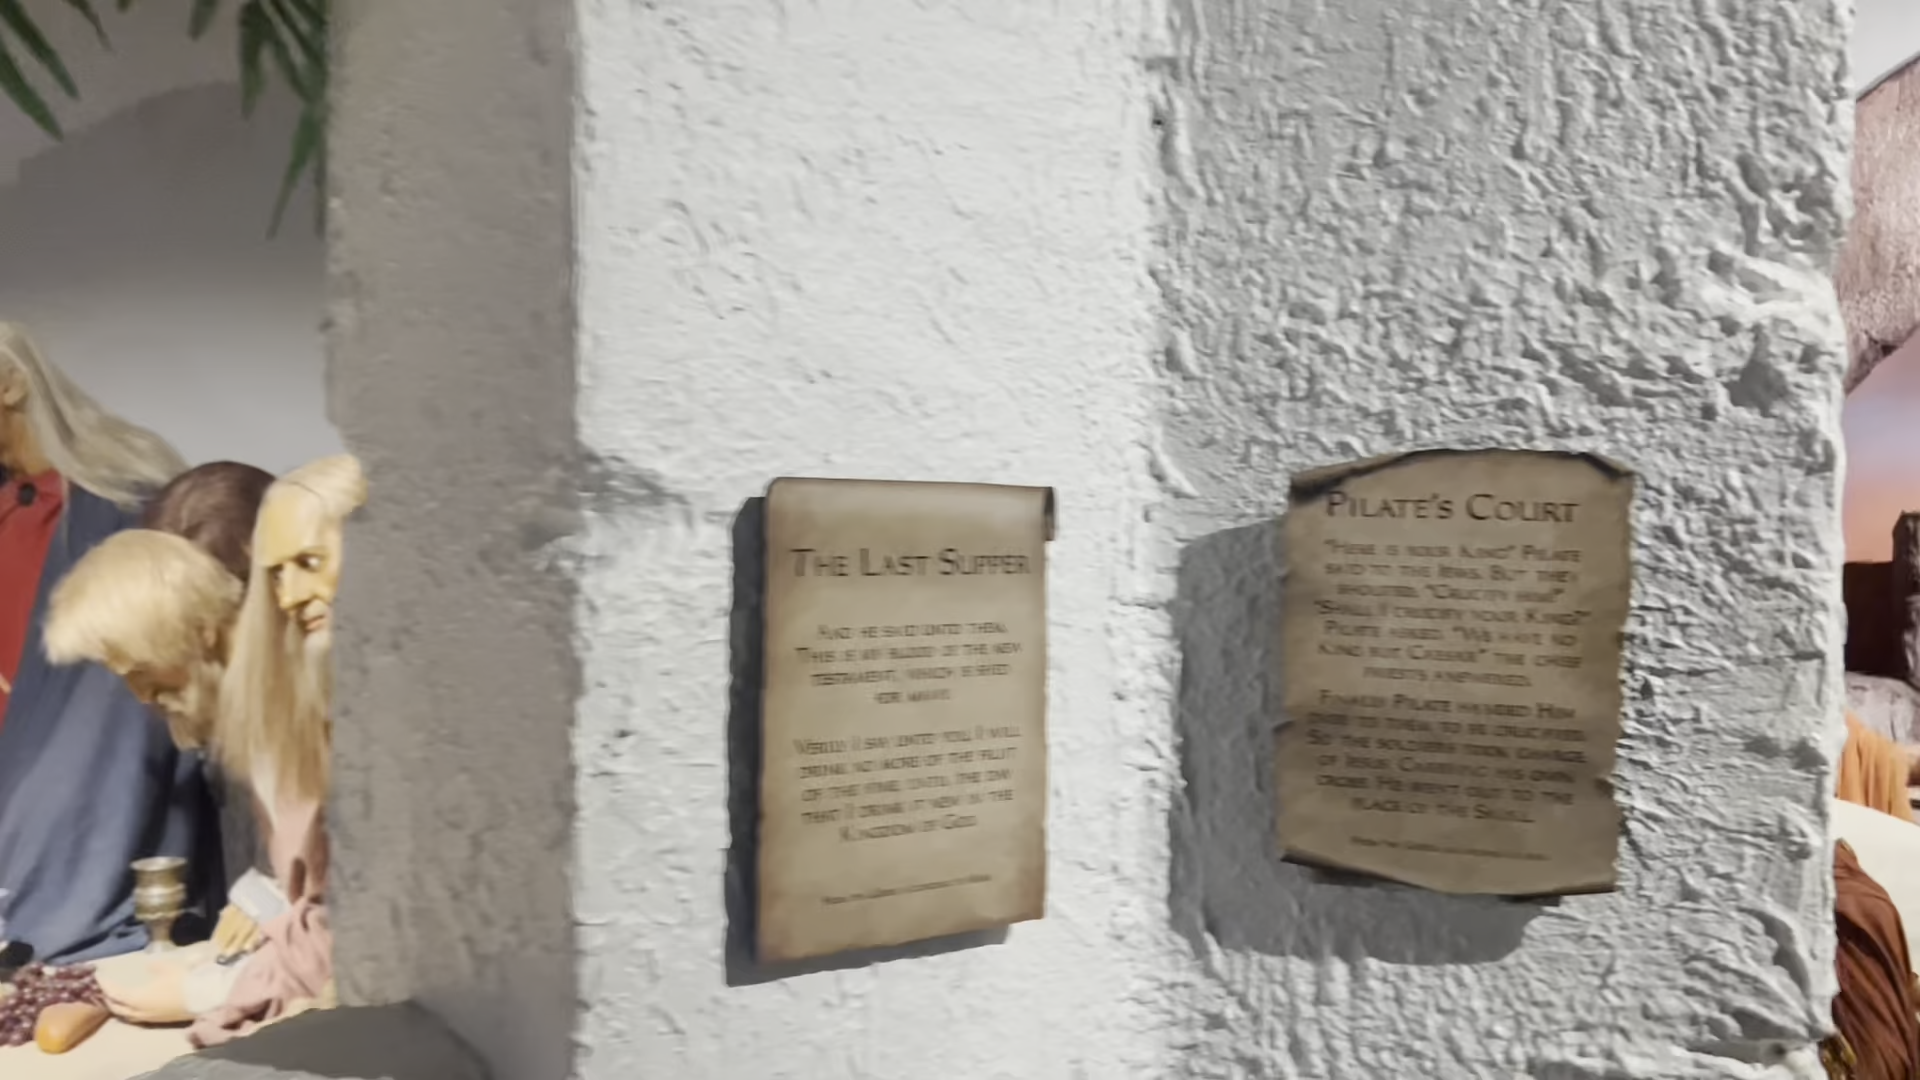 THE LAST SUPPER
AND HE SAID UNTO THEM,
THIS IS MY BLOOD OF THE NEW
TESTAMENT, WHICH IS SHED
FOR MANY.
VERILY I SAY UNTO YOU, I WILL
DRINK NO MORE OF THE FRUIT
OF THE VINE, UNTIL THE DAY
THAT I DRINK IT NEW IN THE
KINGDOM OF GOD.
PILATE'S COURT
"HERE IS YOUR KING" PILATE
SAID TO THE JEWS. BUT THEY
SHOUTED, "CRUCIFY HIM!"
"SHALL I CRUCIFY YOUR KING?"
PILATE ASKED. "WE HAVE NO
KING BUT CAESAR" THE CHIEF
PRIESTS ANSWERED.
FINALLY PILATE HANDED HIM
OVER TO THEM TO BE CRUCIFIED.
SO THE SOLDIERS TOOK CHARGE
OF JESUS. CARRYING HIS OWN
CROSS HE WENT OUT TO THE
PLACE OF THE SKULL.